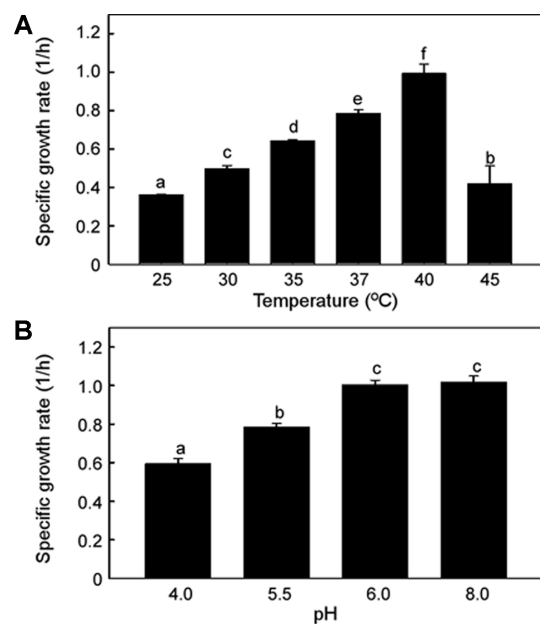 A
Specific growth rate (1/h)
1.2
1.0
0.8
0.6
0.4
0.2
0
a
c
d
e
f
b
25 30 35 37 40 45
Temperature (°C)
B
Specific growth rate (1/h)
1.2
1.0
0.8
0.6
0.4
0.2
0
a
b
c
c
4.0 5.5 6.0 8.0
pH